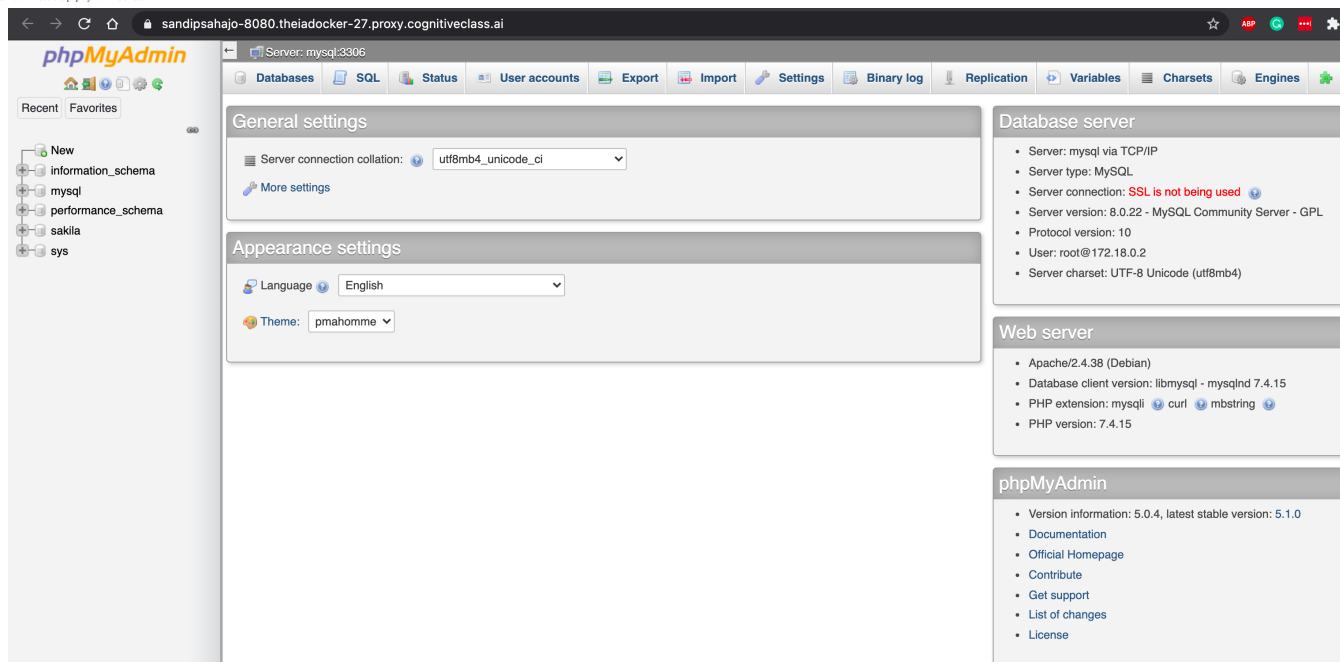 sandipsahajo-8080.theiadocker-27.proxy.cognitiveclass.ai
ABP
phpMyAdmin
Recent Favorites
New
information_schema
mysql
performance_schema
sakila
sys
Server: mysql:3306
Databases SQL Status User accounts Export Import Settings Binary log Replication Variables Charsets Engines
General settings
Server connection collation: utf8mb4_unicode_ci
More settings
Appearance settings
Language English
Theme: pmahomme
Database server
Server: mysql via TCP/IP
Server type: MySQL
Server connection: SSL is not being used
Server version: 8.0.22 - MySQL Community Server - GPL
Protocol version: 10
User: root@172.18.0.2
Server charset: UTF-8 Unicode (utf8mb4)
Web server
Apache/2.4.38 (Debian)
Database client version: libmysql - mysqlnd 7.4.15
PHP extension: mysqli curl mbstring
PHP version: 7.4.15
phpMyAdmin
Version information: 5.0.4, latest stable version: 5.1.0
Documentation
Official Homepage
Contribute
Get support
List of changes
License